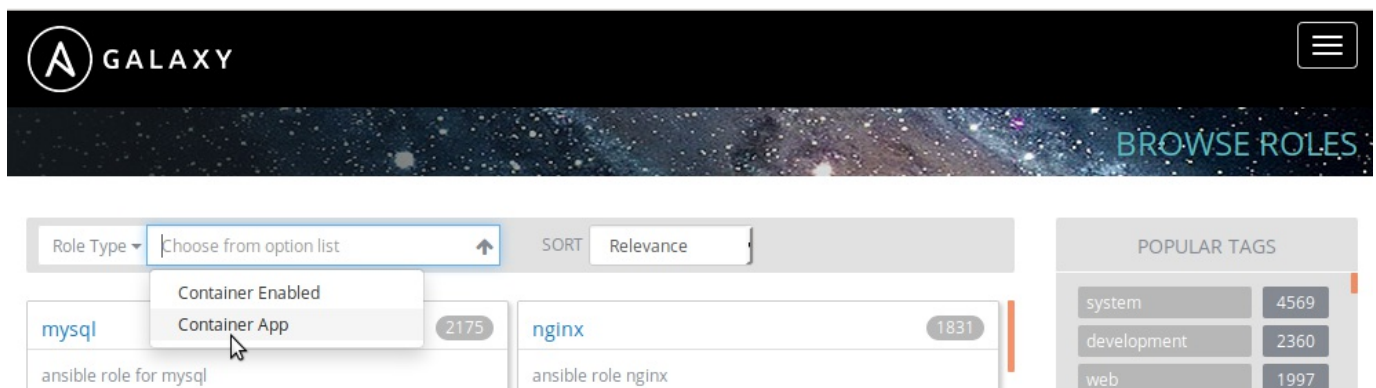 GALAXY
BROWSE ROLES
Role Type Choose from option list SORT Relevance
Container Enabled
Container App
mysql 2175
ansible role for mysql
nginx 1831
ansible role nginx
POPULAR TAGS
system 4569
development 2360
web 1997